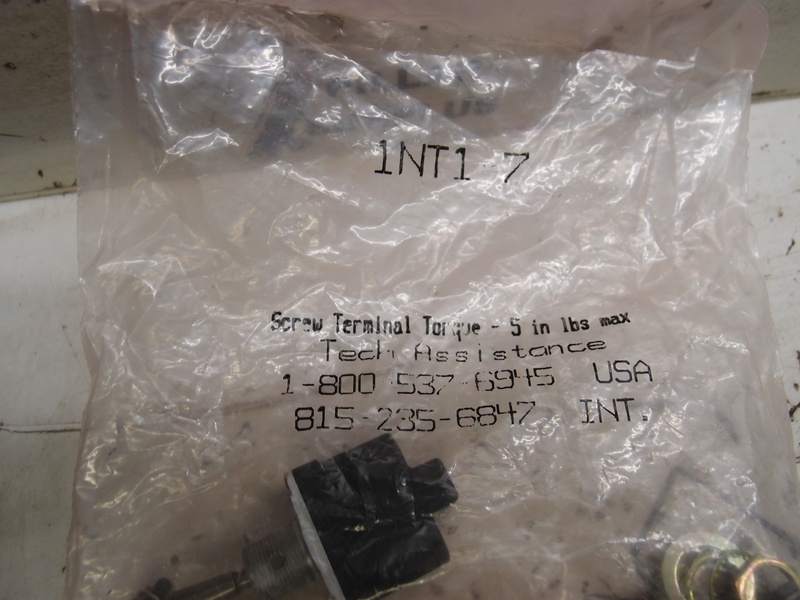 1NT1-7
Screw Terminal Torque - 5 in lbs max
Tech Assistance
1-800-537-6945 USA
815-235-6847 INT.